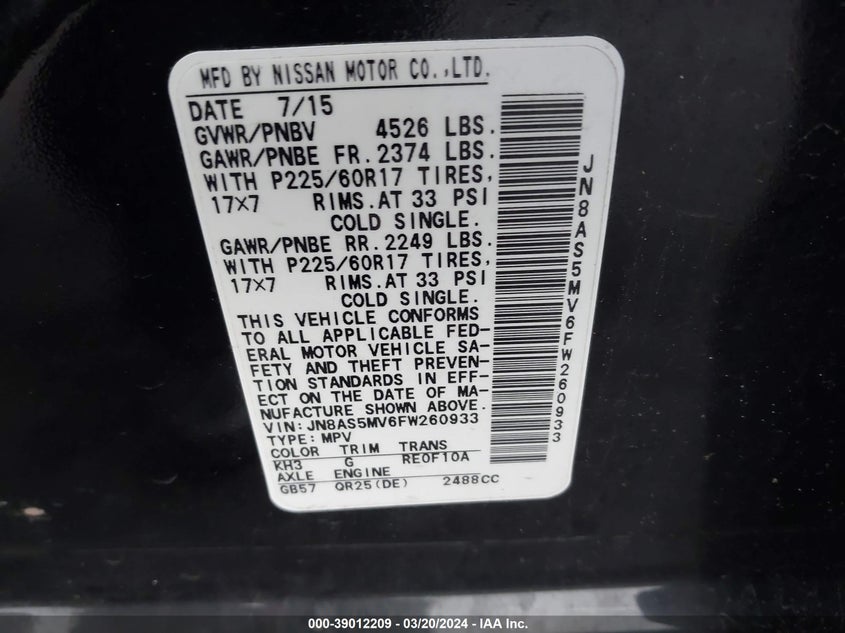 MFD BY NISSAN MOTOR CO.,LTD.
DATE 7/15
GVWR/PNBV 4526 LBS.
GAWR/PNBE FR. 2374 LBS.
WITH P225/60R17 TIRES,
17×7 RIMS. AT 33 PSI
COLD SINGLE.
GAWR/PNBE RR. 2249 LBS.
WITH P225/60R17 TIRES,
17×7 RIMS. AT 33 PSI
COLD SINGLE.
THIS VEHICLE CONFORMS
TO ALL APPLICABLE FED-
ERAL MOTOR VEHICLE SA-
FETY AND THEFT PREVEN-
TION STANDARDS IN EFF-
ECT ON THE DATE OF MA-
NUFACTURE SHOWN ABOVE.
VIN: JN8AS5MV6FW260933
TYPE: MPV
COLOR TRIM TRANS
KH3 G RE0F10A
AXLE ENGINE
GB57 QR25(DE) 2488CC
JN8AS5MV6FW260933
000-39012209 - 03/20/2024 - IAA Inc.